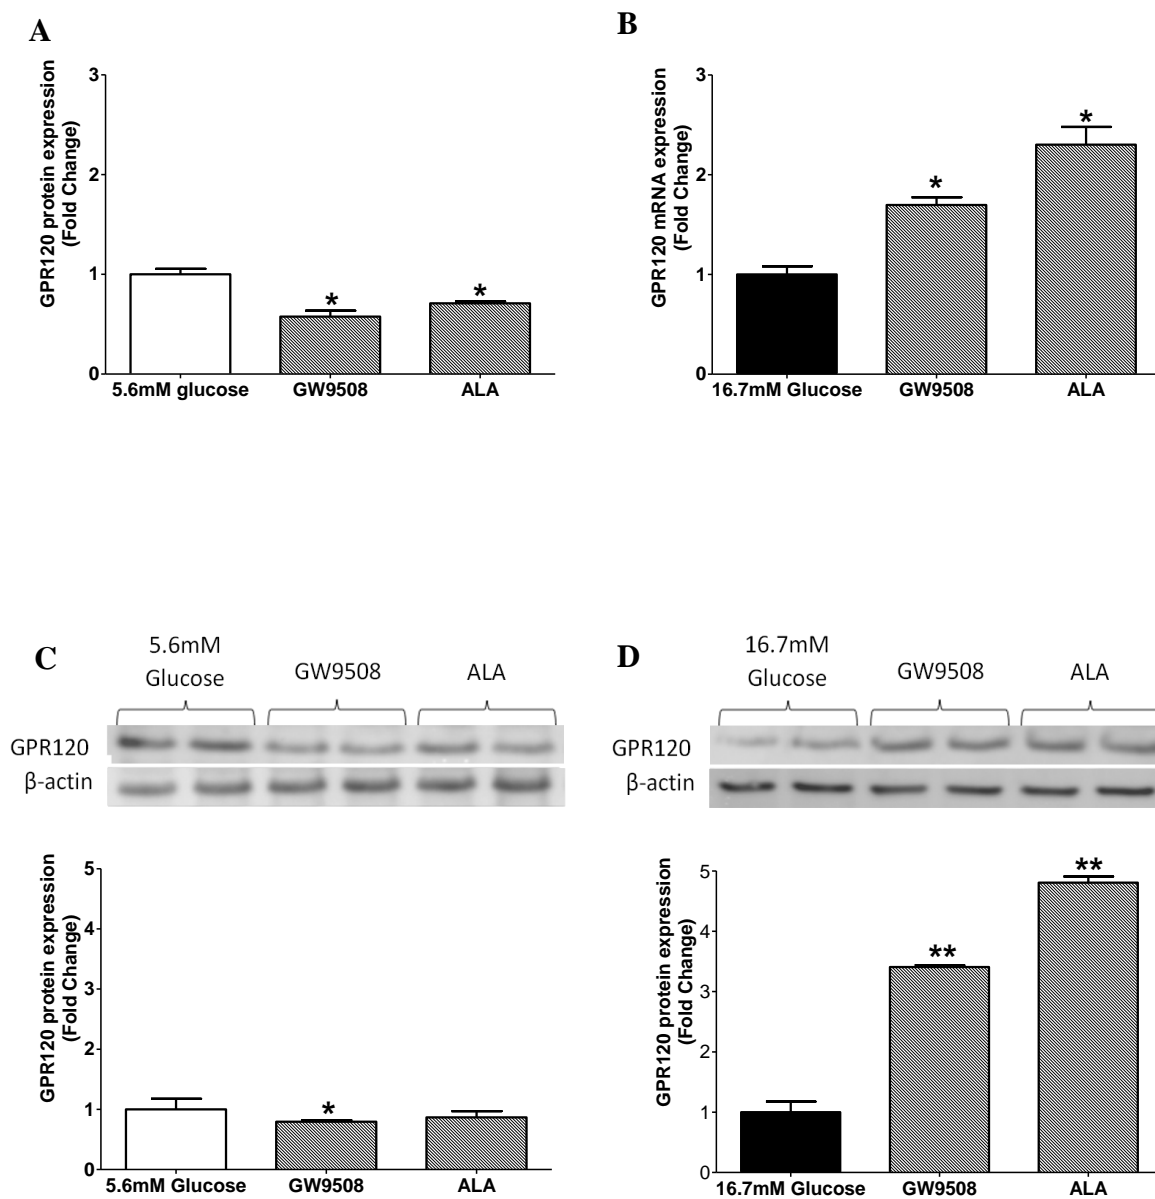 A
GPR120 protein expression
(Fold Change)
3
2
1
0
*
*
5.6mM glucose GW9508 ALA
B
GPR120 mRNA expression
(Fold Change)
3
2
1
0
*
*
16.7mM Glucose GW9508 ALA
C
5.6mM
Glucose
GW9508
ALA
GPR120
β-actin
GPR120 protein expression
(Fold Change)
5
4
3
2
1
0
*
5.6mM Glucose GW9508 ALA
D
16.7mM
Glucose
GW9508
ALA
GPR120
β-actin
GPR120 protein expression
(Fold Change)
5
4
3
2
1
0
**
**
16.7mM Glucose GW9508 ALA